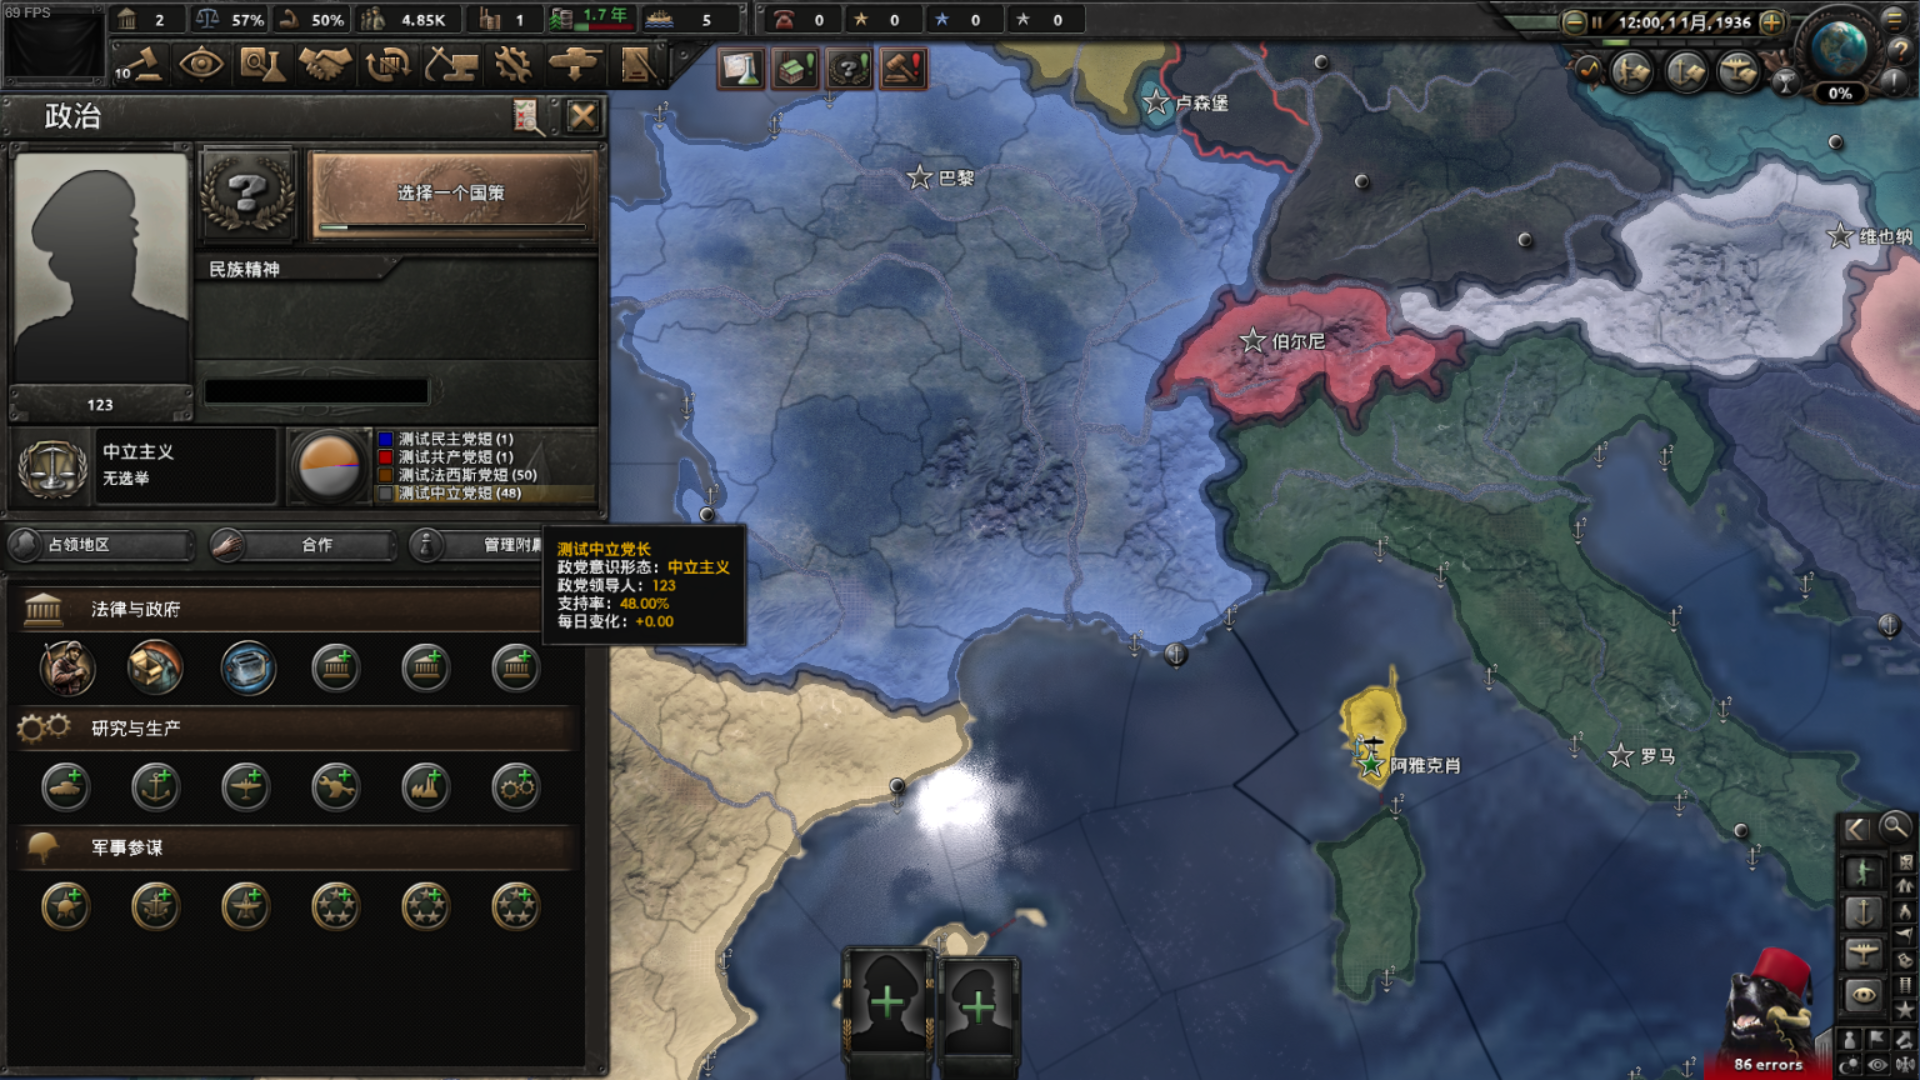 69 FPS
2
57%
50%
4.85K
1
1.7 年
5
0
0
0
0
12:00, 1 1月, 1936
10
0%
政治
选择一个国策
民族精神
123
中立主义
无选举
测试民主党短 (1)
测试共产党短 (1)
测试法西斯党短 (50)
测试中立党短 (48)
占领地区
合作
管理附属
测试中立党长
政党意识形态：中立主义
政党领导人：123
支持率：48.00%
每日变化：+0.00
法律与政府
研究与生产
军事参谋
卢森堡
巴黎
维也纳
伯尔尼
阿雅克肖
罗马
86 errors